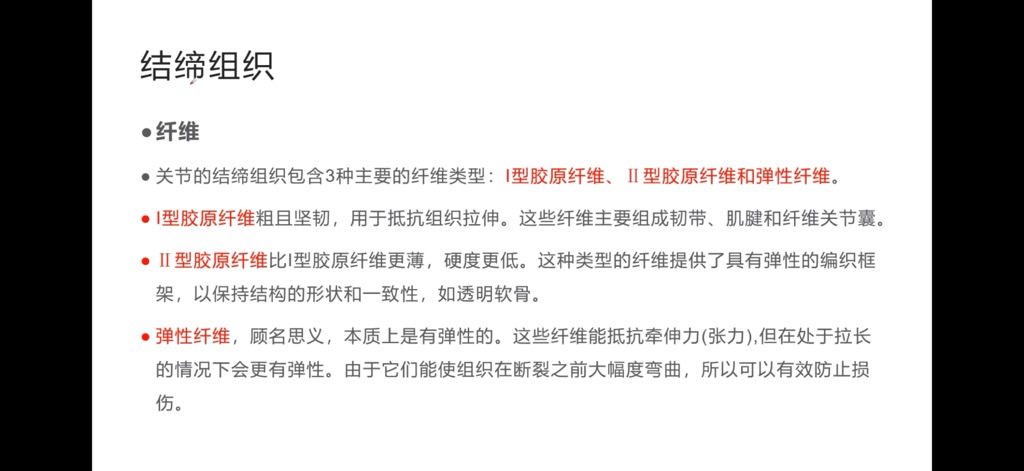 结缔组织
●纤维
●关节的结缔组织包含3种主要的纤维类型：I型胶原纤维、II型胶原纤维和弹性纤维。
●I型胶原纤维粗且坚韧，用于抵抗组织拉伸。这些纤维主要组成韧带、肌腱和纤维关节囊。
●II型胶原纤维比I型胶原纤维更薄，硬度更低。这种类型的纤维提供了具有弹性的编织框
架，以保持结构的形状和一致性，如透明软骨。
●弹性纤维，顾名思义，本质上是有弹性的。这些纤维能抵抗牵伸力(张力),但在处于拉长
的情况下会更有弹性。由于它们能使组织在断裂之前大幅度弯曲，所以可以有效防止损
伤。